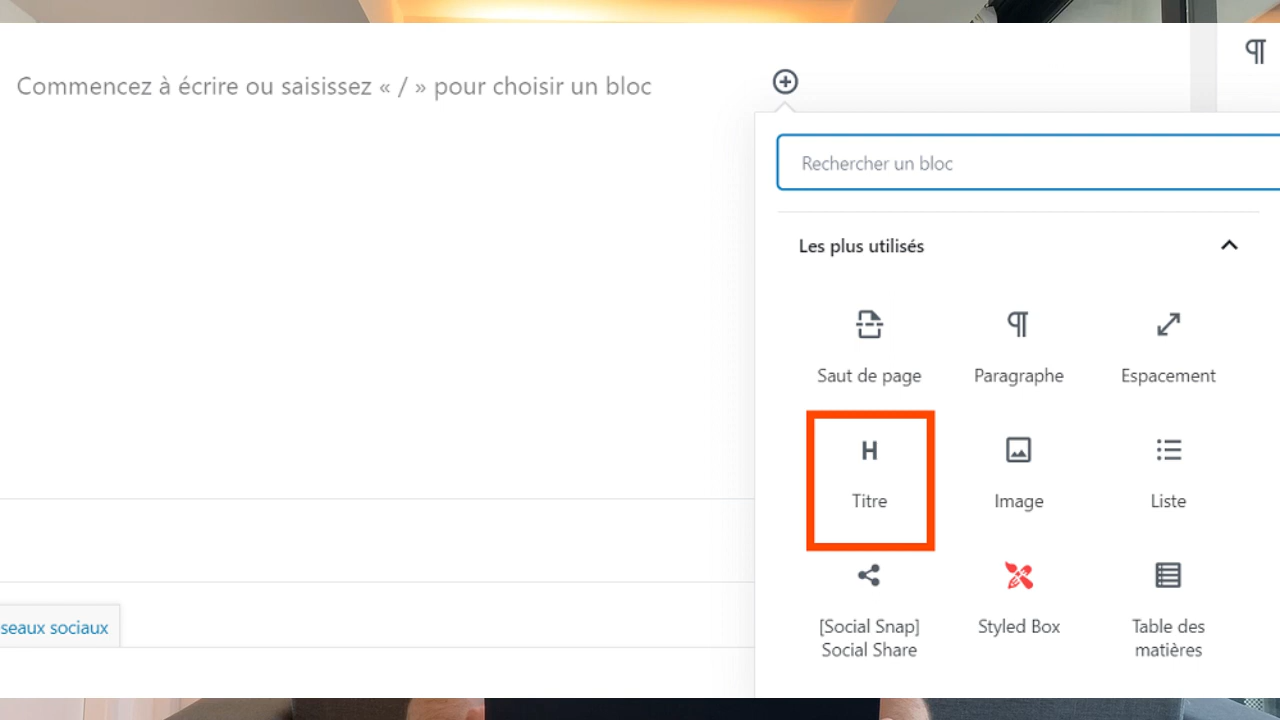 Commencez à écrire ou saisissez « / » pour choisir un bloc
Rechercher un bloc
Les plus utilisés
Saut de page
Paragraphe
Espacement
H
Titre
Image
Liste
[Social Snap]
Social Share
Styled Box
Table des
matières
seaux sociaux